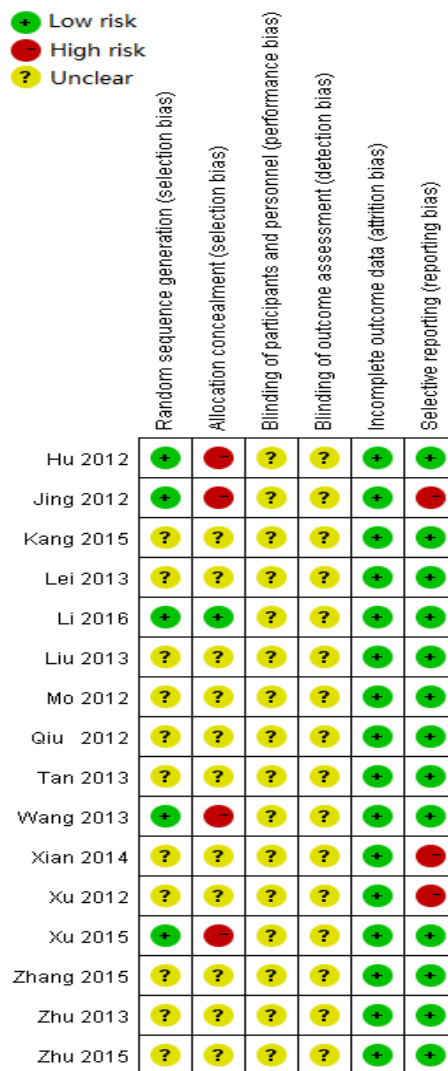 + Low risk
- High risk
? Unclear
Random sequence generation (selection bias)
Allocation concealment (selection bias)
Blinding of participants and personnel (performance bias)
Blinding of outcome assessment (detection bias)
Incomplete outcome data (attrition bias)
Selective reporting (reporting bias)
Hu 2012 + - ? ? + +
Jing 2012 + - ? ? + -
Kang 2015 ? ? ? ? + +
Lei 2013 ? ? ? ? + +
Li 2016 + + ? ? + +
Liu 2013 ? ? ? ? + +
Mo 2012 ? ? ? ? + +
Qiu 2012 ? ? ? ? + +
Tan 2013 ? ? ? ? + +
Wang 2013 + - ? ? + +
Xian 2014 ? ? ? ? + -
Xu 2012 ? ? ? ? + -
Xu 2015 + - ? ? + +
Zhang 2015 ? ? ? ? + +
Zhu 2013 ? ? ? ? + +
Zhu 2015 ? ? ? ? + +